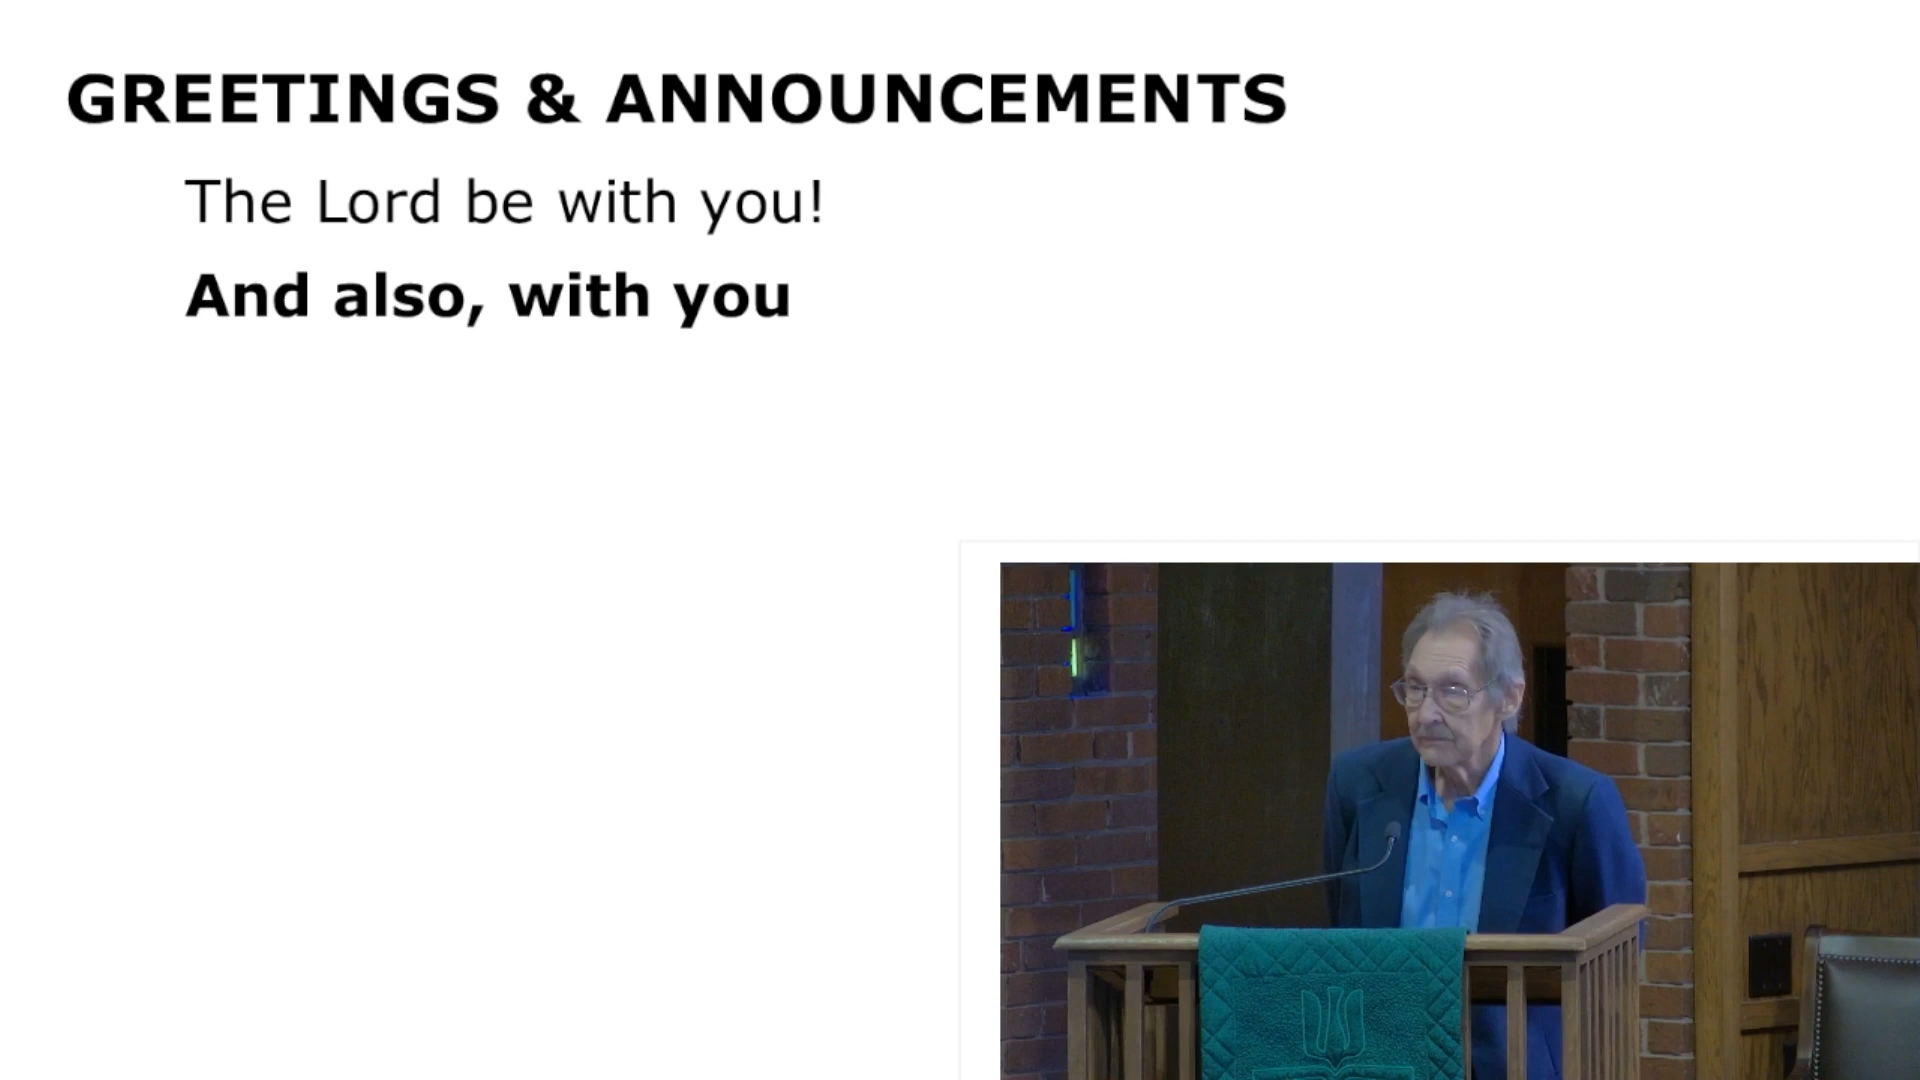 GREETINGS & ANNOUNCEMENTS
The Lord be with you!
And also, with you